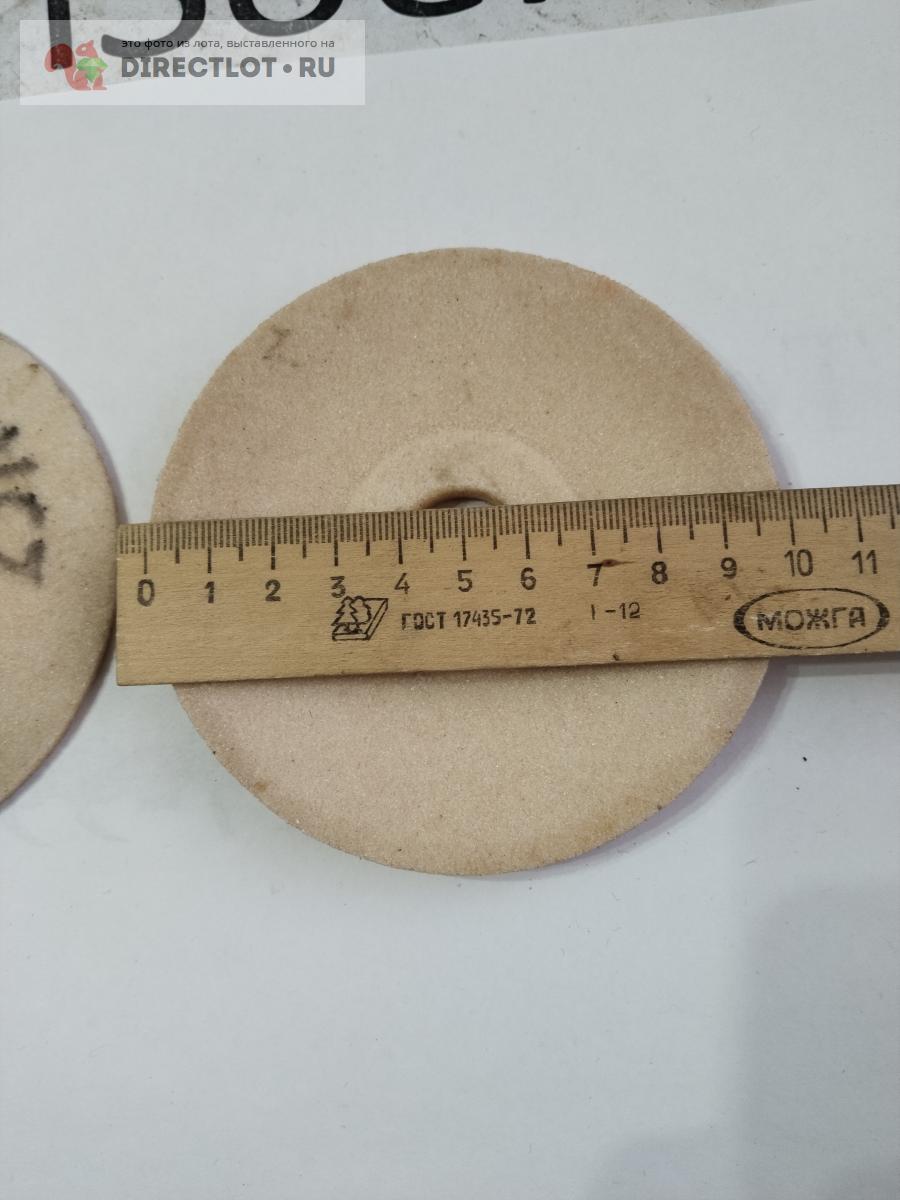 это фото из лота, выставленного на
DIRECTLOT•RU
0 1 2 3 4 5 6 7 8 9 10 11
ГОСТ 17435-72 1-12 МОЖГА